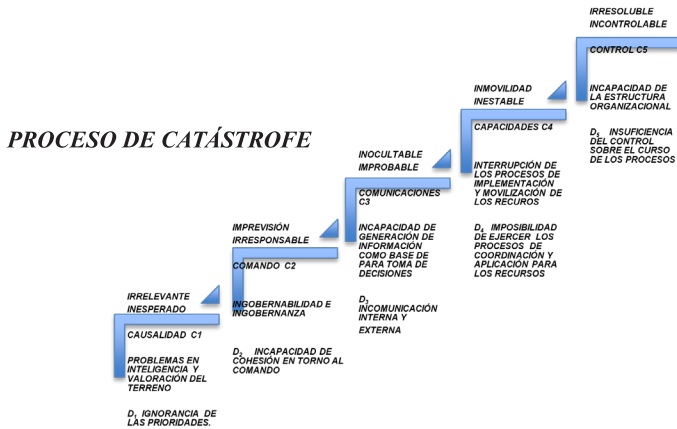 PROCESO DE CATÁSTROFE
IRRELEVANTE
INESPERADO
CAUSALIDAD C1
PROBLEMAS EN
INTELIGENCIA Y
VALORACIÓN DEL
TERRENO
D₁ IGNORANCIA DE
LAS PRIORIDADES.
IMPREVISIÓN
IRRESPONSABLE
COMANDO C2
INGOBERNABILIDAD E
INGOBERNANZA
D₂ INCAPACIDAD DE
COHESIÓN EN TORNO AL
COMANDO
INOCULTABLE
IMPROBABLE
COMUNICACIONES
C3
INCAPACIDAD DE
GENERACIÓN DE
INFORMACIÓN
COMO BASE DE
PARA TOMA DE
DECISIONES
D₃
INCOMUNICACIÓN
INTERNA Y
EXTERNA
INMOVILIDAD
INESTABLE
CAPACIDADES C4
INTERRUPCIÓN DE
LOS PROCESOS DE
IMPLEMENTACIÓN
Y MOVILIZACIÓN DE
LOS RECUROS
D₄ IMPOSIBILIDAD
DE EJERCER LOS
PROCESOS DE
COORDINACIÓN Y
APLICACIÓN PARA
LOS RECURSOS
IRRESOLUBLE
INCONTROLABLE
CONTROL C5
INCAPACIDAD DE
LA ESTRUCTURA
ORGANIZACIONAL
D₅ INSUFICIENCIA
DEL CONTROL
SOBRE EL CURSO
DE LOS PROCESOS